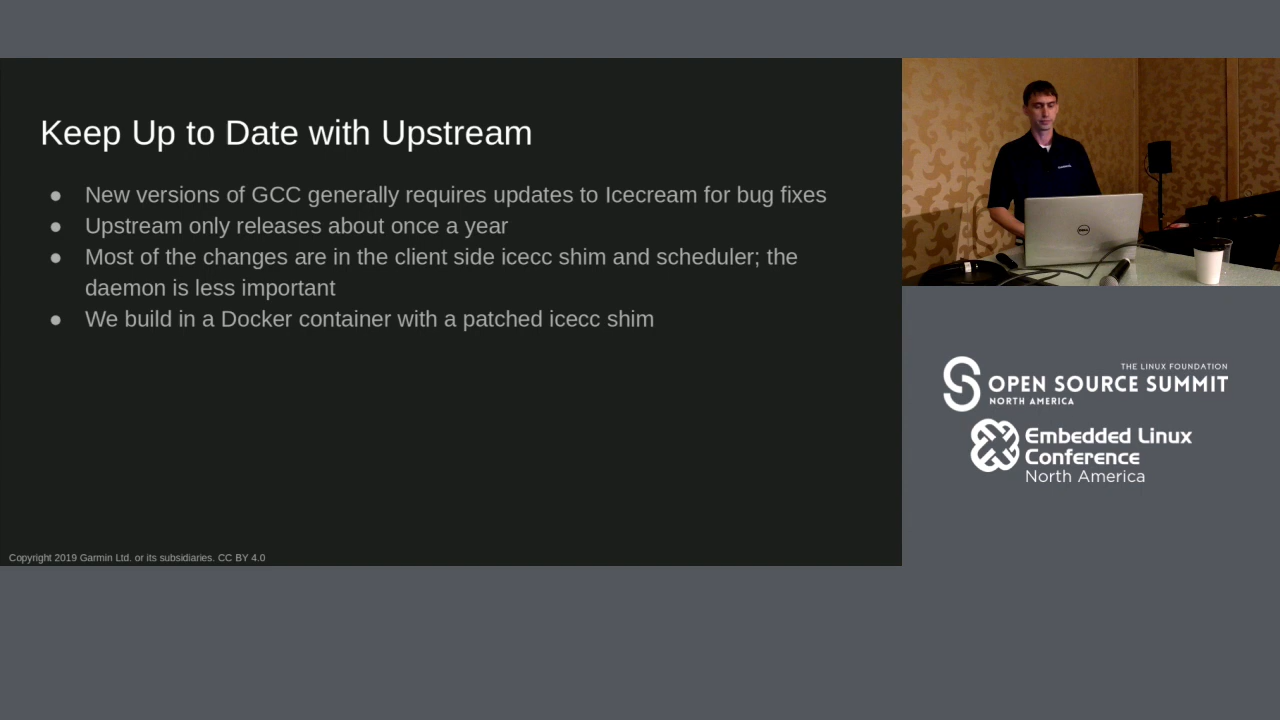 Keep Up to Date with Upstream
● New versions of GCC generally requires updates to Icecream for bug fixes
● Upstream only releases about once a year
● Most of the changes are in the client side icecc shim and scheduler; the
daemon is less important
● We build in a Docker container with a patched icecc shim
Copyright 2019 Garmin Ltd. or its subsidiaries. CC BY 4.0
THE LINUX FOUNDATION
OPEN SOURCE SUMMIT
NORTH AMERICA
Embedded Linux
Conference
North America
DELL